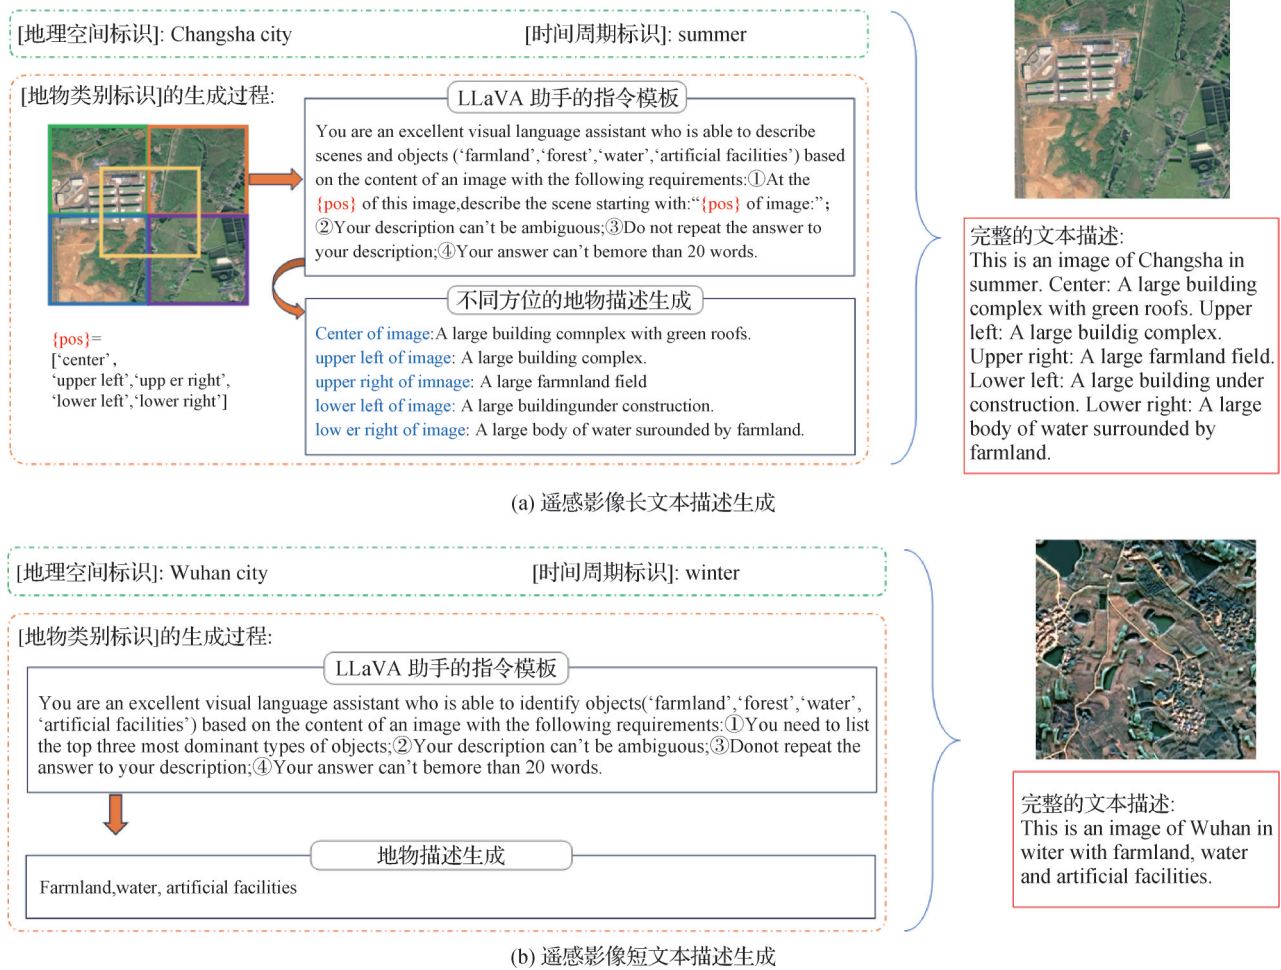 [地理空间标识]: Changsha city
[时间周期标识]: summer
[地物类别标识]的生成过程:
LLaVA 助手的指令模板
You are an excellent visual language assistant who is able to describe
scenes and objects (‘farmland’,‘forest’,‘water’,‘artificial facilities’) based
on the content of an image with the following requirements:①At the
{pos} of this image,describe the scene starting with:“{pos} of image:”;
②Your description can’t be ambiguous;③Do not repeat the answer to
your description;④Your answer can’t bemore than 20 words.
{pos}=
[‘center’,
‘upper left’,‘upp er right’,
‘lower left’,‘lower right’]
不同方位的地物描述生成
Center of image:A large building comnplex with green roofs.
upper left of image: A large building complex.
upper right of imnage: A large farmnland field
lower left of image: A large buildingunder construction.
low er right of image: A large body of water surounded by farmland.
完整的文本描述:
This is an image of Changsha in
summer. Center: A large building
complex with green roofs. Upper
left: A large buildig complex.
Upper right: A large farmland field.
Lower left: A large building under
construction. Lower right: A large
body of water surrounded by
farmland.
(a) 遥感影像长文本描述生成
[地理空间标识]: Wuhan city
[时间周期标识]: winter
[地物类别标识]的生成过程:
LLaVA 助手的指令模板
You are an excellent visual language assistant who is able to identify objects(‘farmland’,‘forest’,‘water’,
‘artificial facilities’) based on the content of an image with the following requirements:①You need to list
the top three most dominant types of objects;②Your description can’t be ambiguous;③Donot repeat the
answer to your description;④Your answer can’t bemore than 20 words.
地物描述生成
Farrnland,water, artificial facilities
完整的文本描述:
This is an image of Wuhan in
witer with farmland, water
and artificial facilities.
(b) 遥感影像短文本描述生成